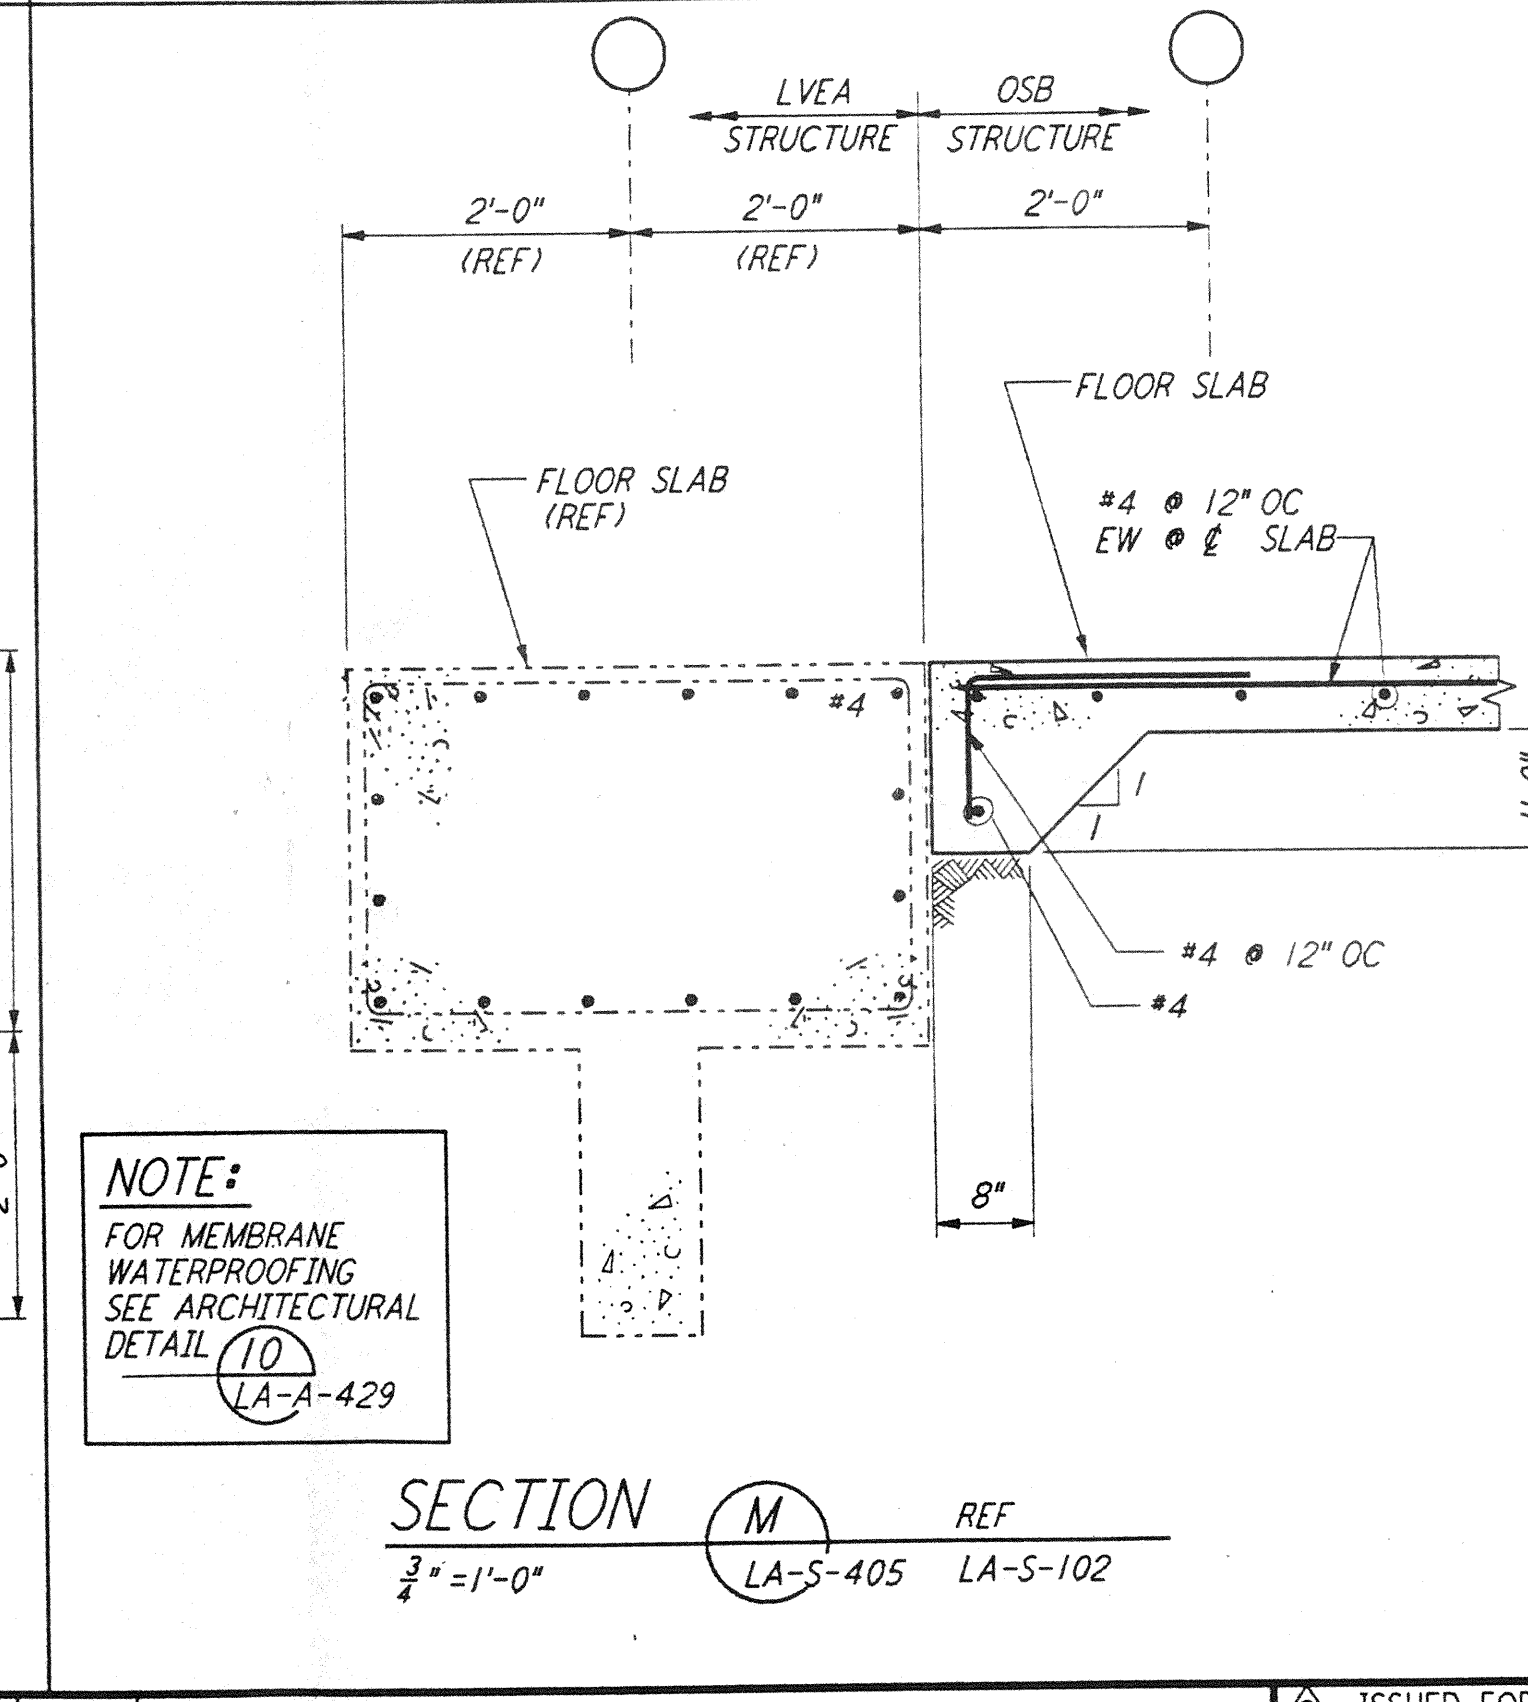 LVEA
STRUCTURE
OSB
STRUCTURE
2'-0"
(REF)
2'-0"
(REF)
2'-0"
FLOOR SLAB
FLOOR SLAB
(REF)
#4 @ 12" OC
EW @ ℄ SLAB
#4
1
1
#4 @ 12" OC
#4
8"
NOTE:
FOR MEMBRANE
WATERPROOFING
SEE ARCHITECTURAL
DETAIL 10
LA-A-429
SECTION M REF
3/4" = 1'-0" LA-S-405 LA-S-102
ISSUED FOR